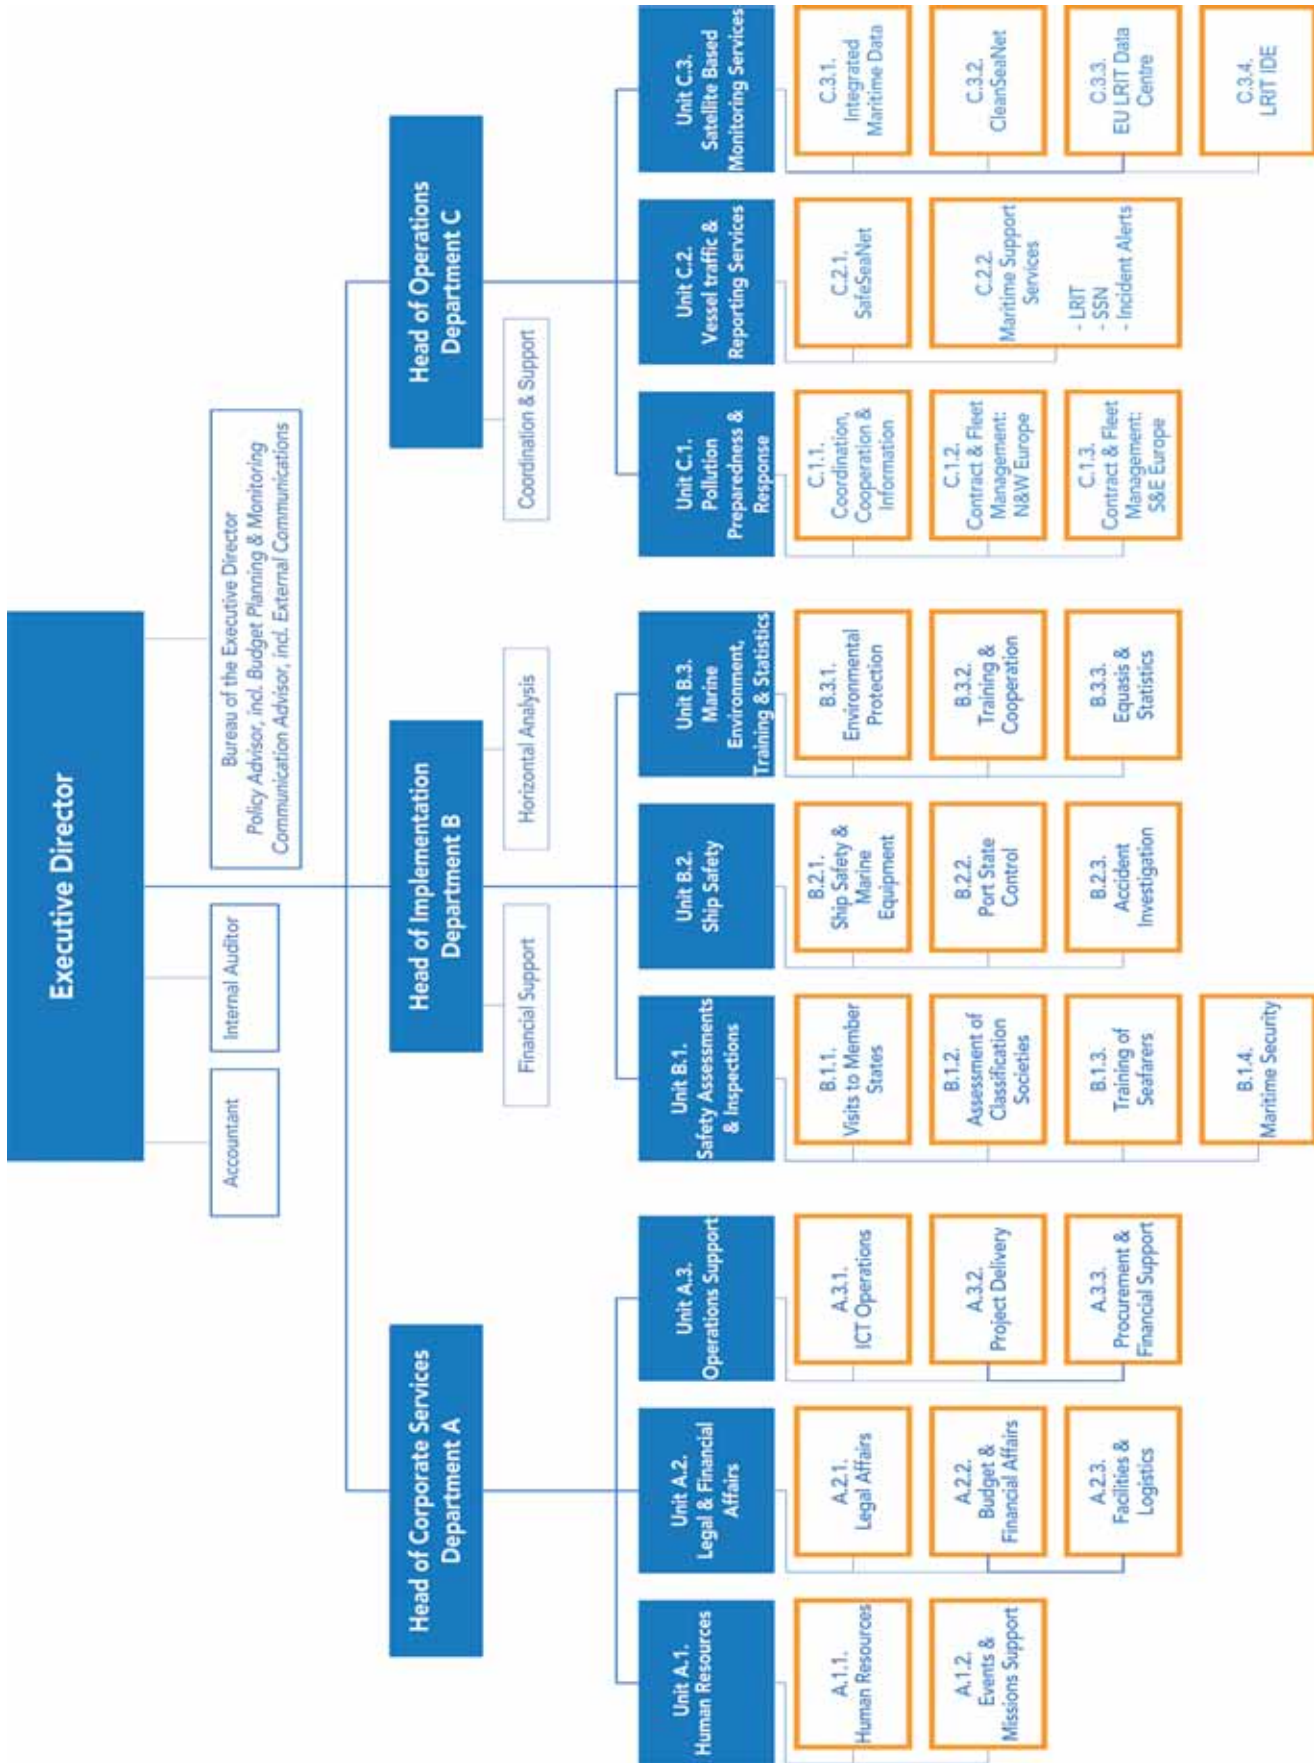 Executive Director
Accountant
Internal Auditor
Bureau of the Executive Director
Policy Advisor, incl. Budget Planning & Monitoring
Communication Advisor, incl. External Communications
Head of Corporate Services
Department A
Head of Implementation
Department B
Head of Operations
Department C
Financial Support
Horizontal Analysis
Coordination & Support
Unit A.1.
Human Resources
Unit A.2.
Legal & Financial
Affairs
Unit A.3.
Operations Support
Unit B.1.
Safety Assessments
& Inspections
Unit B.2.
Ship Safety
Unit B.3.
Marine
Environment,
Training & Statistics
Unit C.1.
Pollution
Preparedness &
Response
Unit C.2.
Vessel traffic &
Reporting Services
Unit C.3.
Satellite Based
Monitoring Services
A.1.1.
Human Resources
A.1.2.
Events &
Missions Support
A.2.1.
Legal Affairs
A.2.2.
Budget &
Financial Affairs
A.2.3.
Facilities &
Logistics
A.3.1.
ICT Operations
A.3.2.
Project Delivery
A.3.3.
Procurement &
Financial Support
B.1.1.
Visits to Member
States
B.1.2.
Assessment of
Classification
Societies
B.1.3.
Training of
Seafarers
B.1.4.
Maritime Security
B.2.1.
Ship Safety &
Marine
Equipment
B.2.2.
Port State
Control
B.2.3.
Accident
Investigation
B.3.1.
Environmental
Protection
B.3.2.
Training &
Cooperation
B.3.3.
Equasis &
Statistics
C.1.1.
Coordination,
Cooperation &
Information
C.1.2.
Contract & Fleet
Management:
N&W Europe
C.1.3.
Contract & Fleet
Management:
S&E Europe
C.2.1.
SafeSeaNet
C.2.2.
Maritime Support
Services
- LRIT
- SSN
- Incident Alerts
C.3.1.
Integrated
Maritime Data
C.3.2.
CleanSeaNet
C.3.3.
EU LRIT Data
Centre
C.3.4.
LRIT IDE